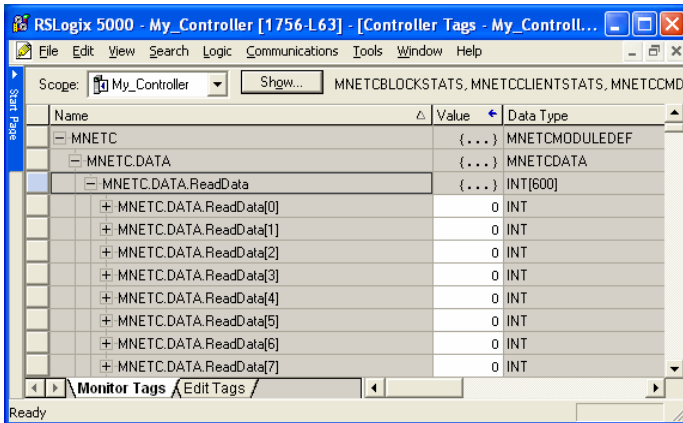 RSLogix 5000 - My_Controller [1756-L63] - [Controller Tags - My_Controll...
File Edit View Search Logic Communications Tools Window Help
Scope: My_Controller Show... MNETCBLOCKSTATS, MNETCCLIENTSTATS, MNETCCMD
Start Page
Name Value Data Type
MNETC {...} MNETCMODULEDEF
MNETC.DATA {...} MNETCDATA
MNETC.DATA.ReadData {...} INT[600]
MNETC.DATA.ReadData[0] 0 INT
MNETC.DATA.ReadData[1] 0 INT
MNETC.DATA.ReadData[2] 0 INT
MNETC.DATA.ReadData[3] 0 INT
MNETC.DATA.ReadData[4] 0 INT
MNETC.DATA.ReadData[5] 0 INT
MNETC.DATA.ReadData[6] 0 INT
MNETC.DATA.ReadData[7] 0 INT
Monitor Tags Edit Tags
Ready